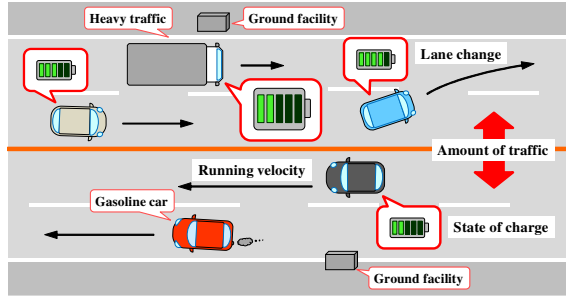 Heavy traffic
Ground facility
Lane change
Amount of traffic
Running velocity
Gasoline car
State of charge
Ground facility